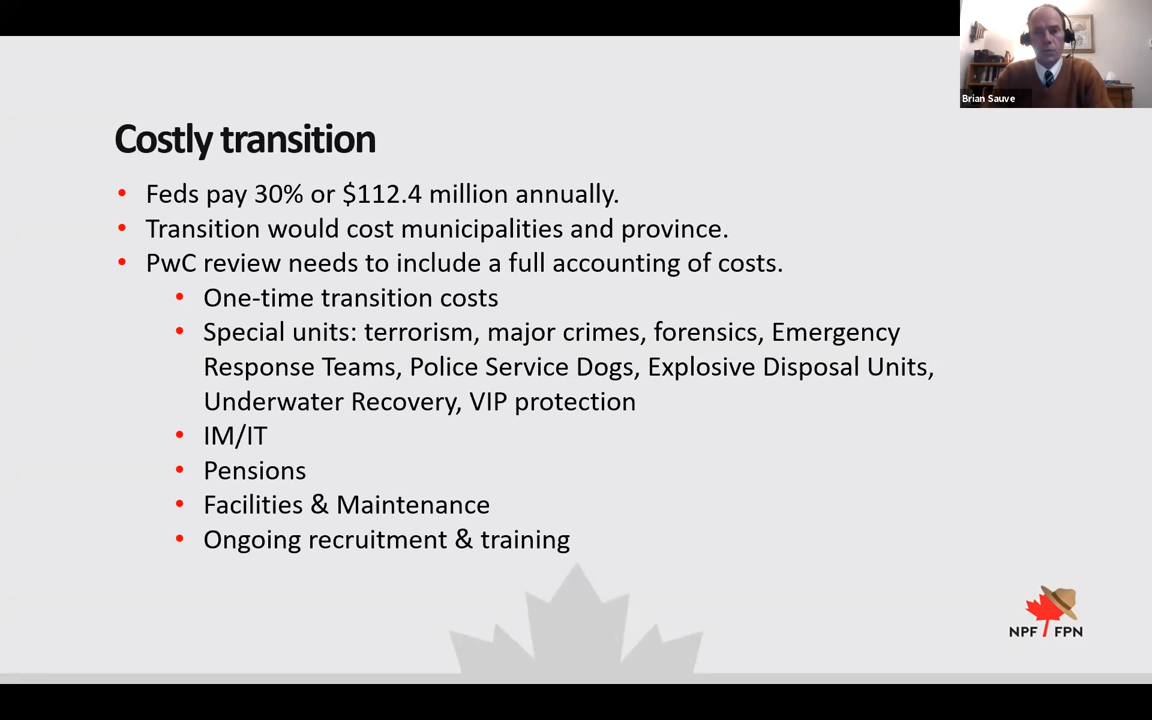 Brian Sauve
Costly transition
• Feds pay 30% or $112.4 million annually.
• Transition would cost municipalities and province.
• PwC review needs to include a full accounting of costs.
• One-time transition costs
• Special units: terrorism, major crimes, forensics, Emergency
Response Teams, Police Service Dogs, Explosive Disposal Units,
Underwater Recovery, VIP protection
• IM/IT
• Pensions
• Facilities & Maintenance
• Ongoing recruitment & training
NPF FPN